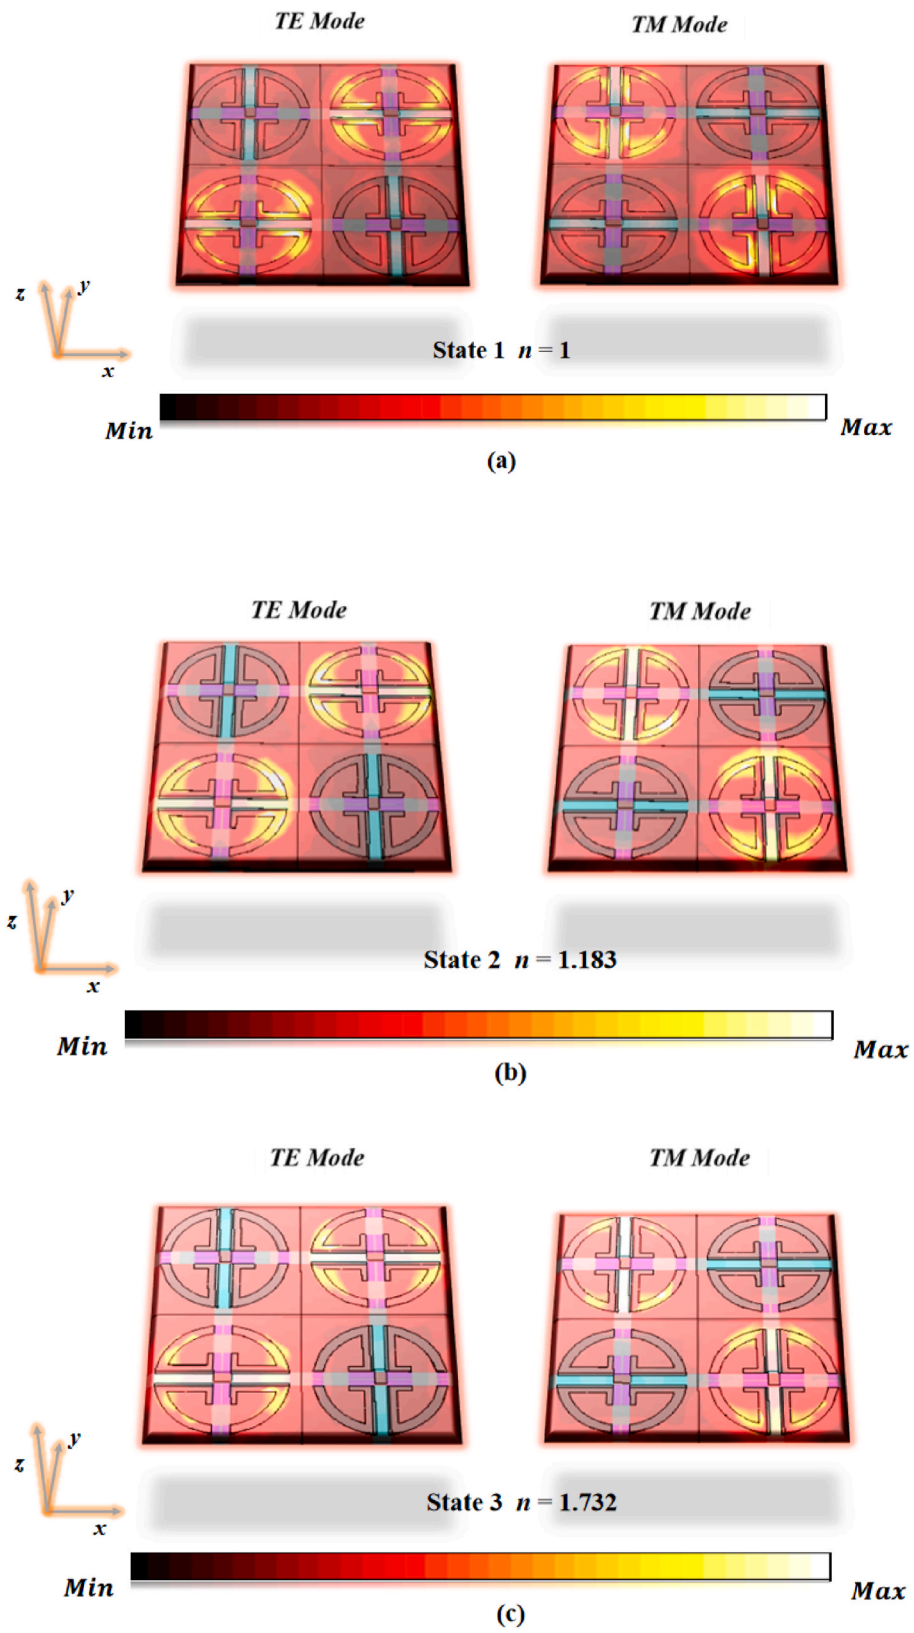 TE Mode TM Mode
z y
x
State 1 n = 1
Min Max
(a)
TE Mode TM Mode
z y
x
State 2 n = 1.183
Min Max
(b)
TE Mode TM Mode
z y
x
State 3 n = 1.732
Min Max
(c)